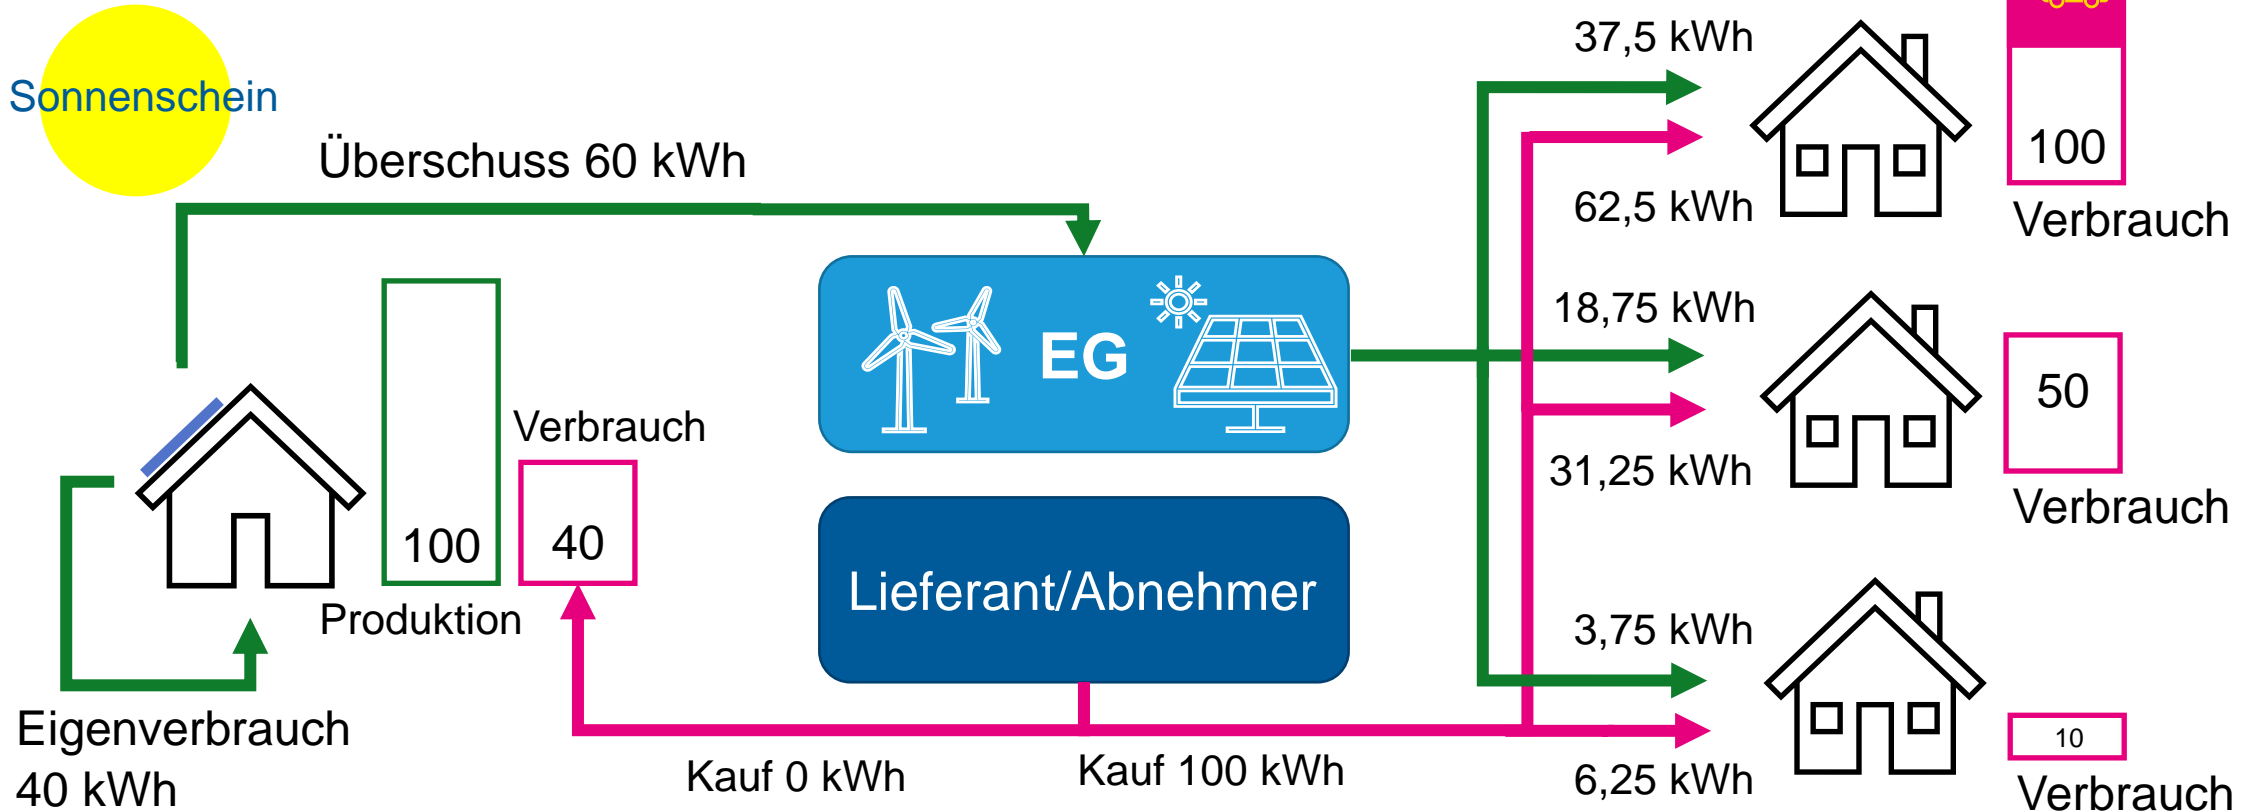 Sonnenschein
Überschuss 60 kWh
37,5 kWh
62,5 kWh
100
Verbrauch
EG
18,75 kWh
31,25 kWh
50
Verbrauch
Verbrauch
100
40
Produktion
Lieferant/Abnehmer
3,75 kWh
6,25 kWh
10
Verbrauch
Eigenverbrauch
40 kWh
Kauf 0 kWh
Kauf 100 kWh